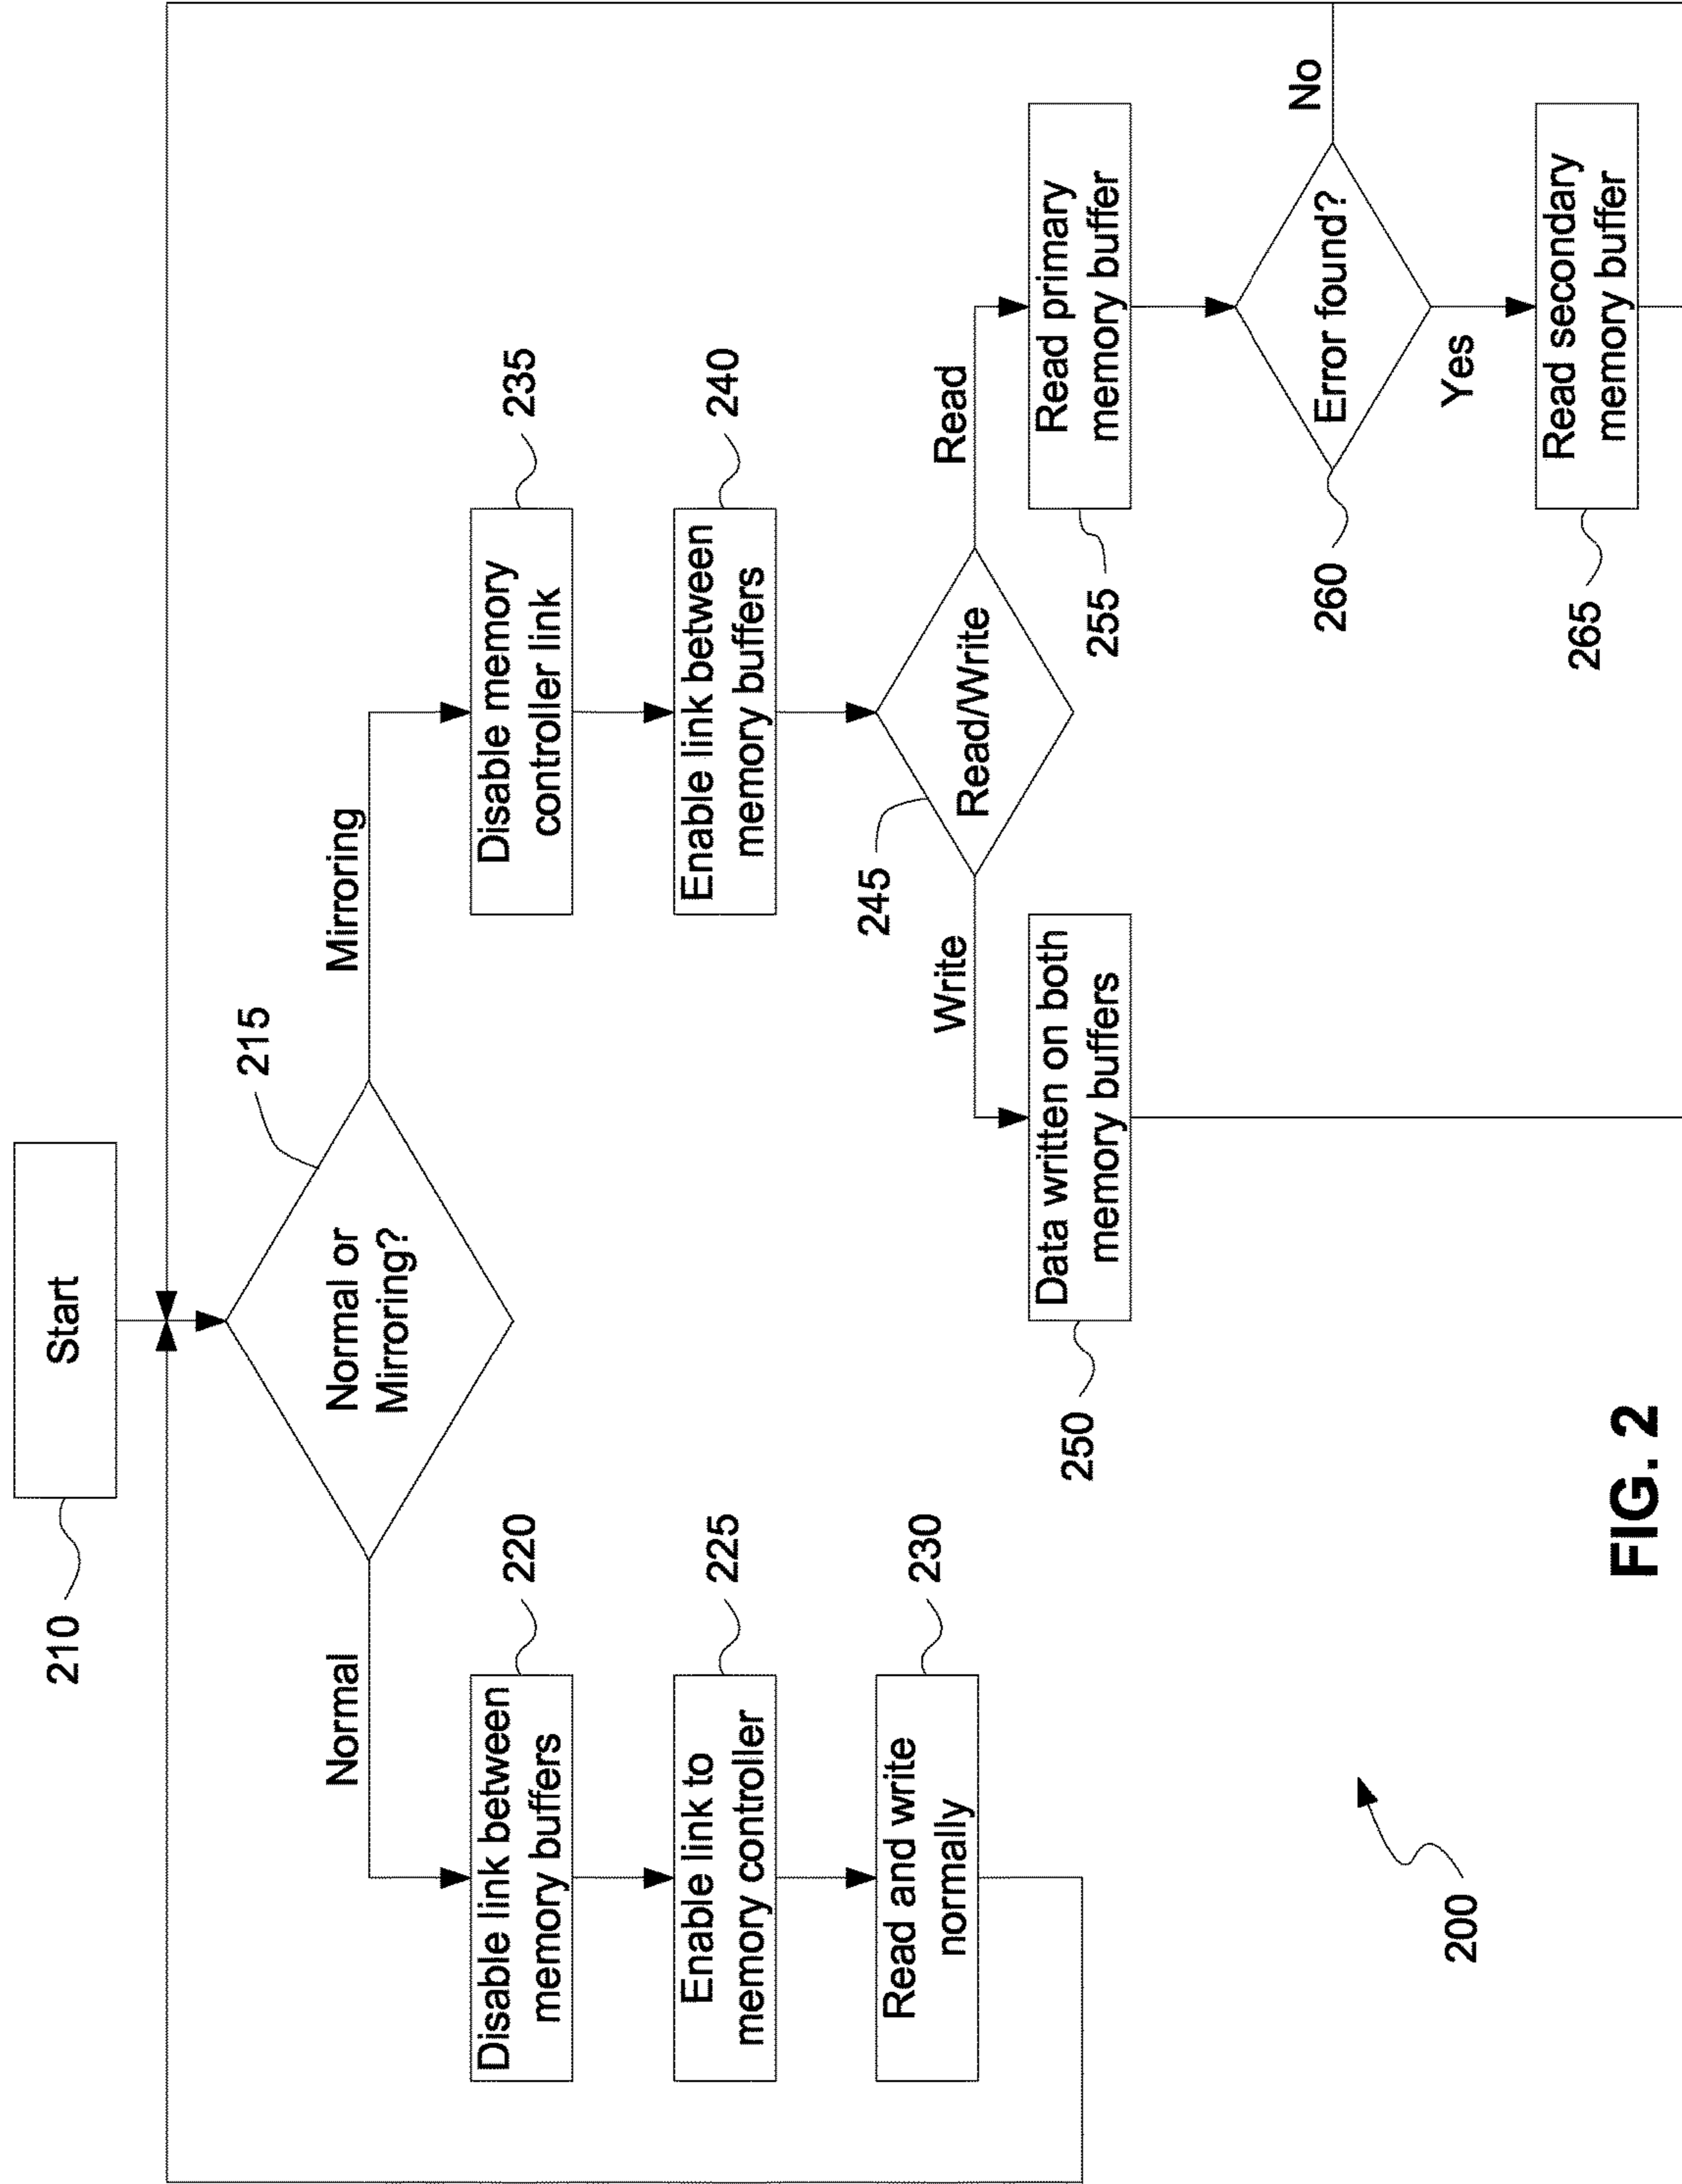 Start
210
215
Normal or
Mirroring?
Normal
Mirroring
Disable link between
memory buffers
220
Disable memory
controller link
235
Enable link to
memory controller
225
Enable link between
memory buffers
240
Read and write
normally
230
245
Read/Write
Write
Read
Data written on both
memory buffers
250
Read primary
memory buffer
255
Error found?
260
No
Yes
Read secondary
memory buffer
265
200
FIG. 2